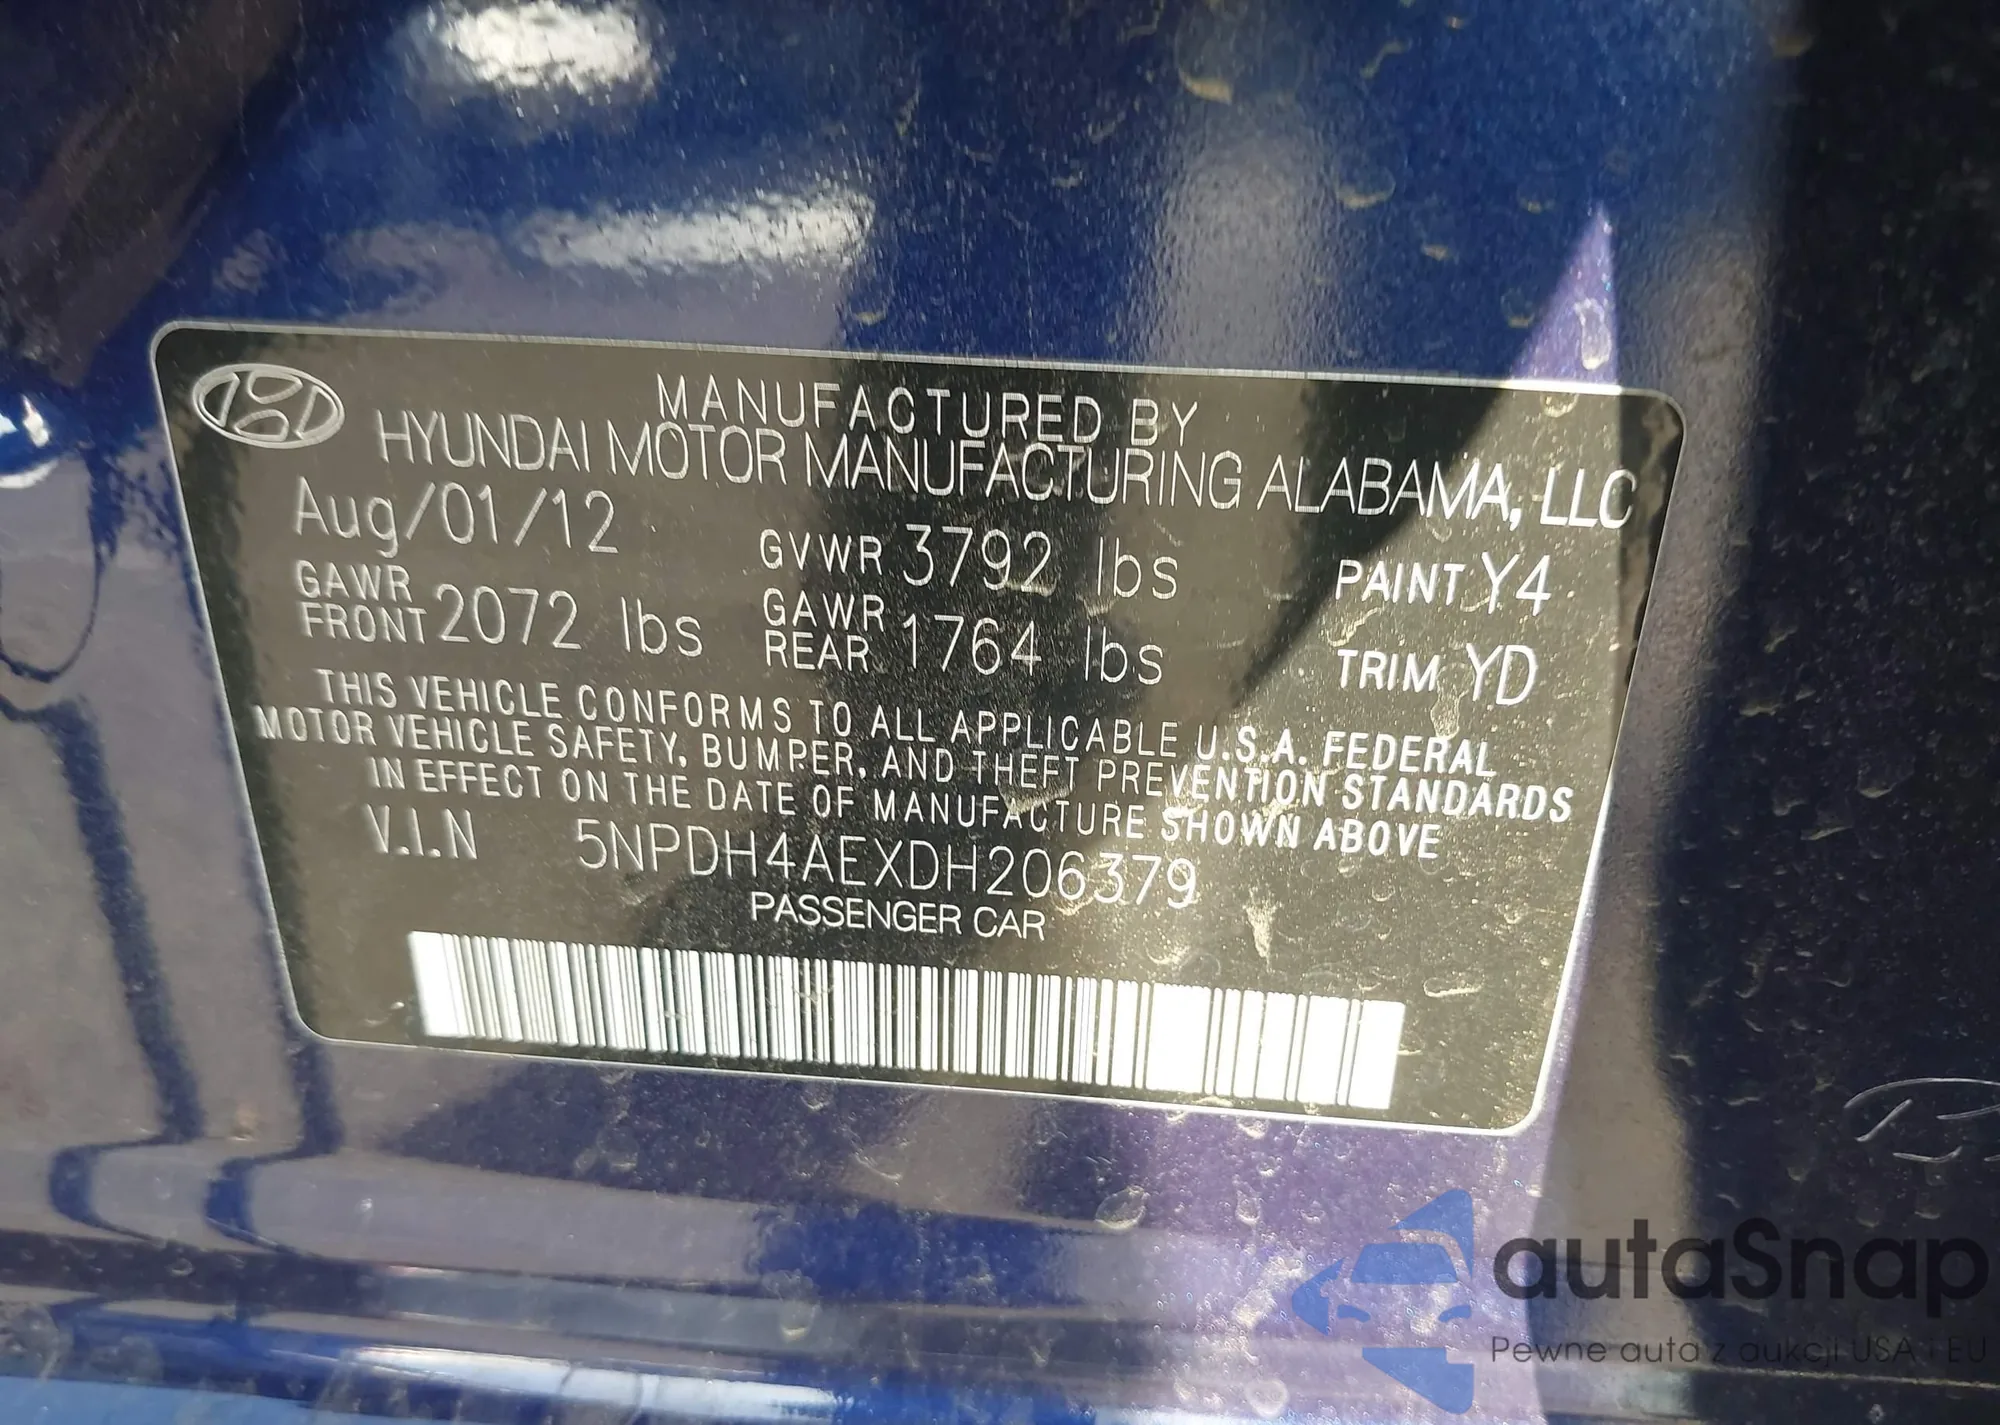 MANUFACTURED BY
HYUNDAI MOTOR MANUFACTURING ALABAMA, LLC
Aug/01/12 GVWR 3792 lbs PAINT Y4
GAWR FRONT 2072 lbs GAWR REAR 1764 lbs TRIM YD
THIS VEHICLE CONFORMS TO ALL APPLICABLE U.S.A. FEDERAL
MOTOR VEHICLE SAFETY, BUMPER, AND THEFT PREVENTION STANDARDS
IN EFFECT ON THE DATE OF MANUFACTURE SHOWN ABOVE
V.I.N 5NPDH4AEXDH206379
PASSENGER CAR
autaSnap
Pewne auta z aukcji USA i EU